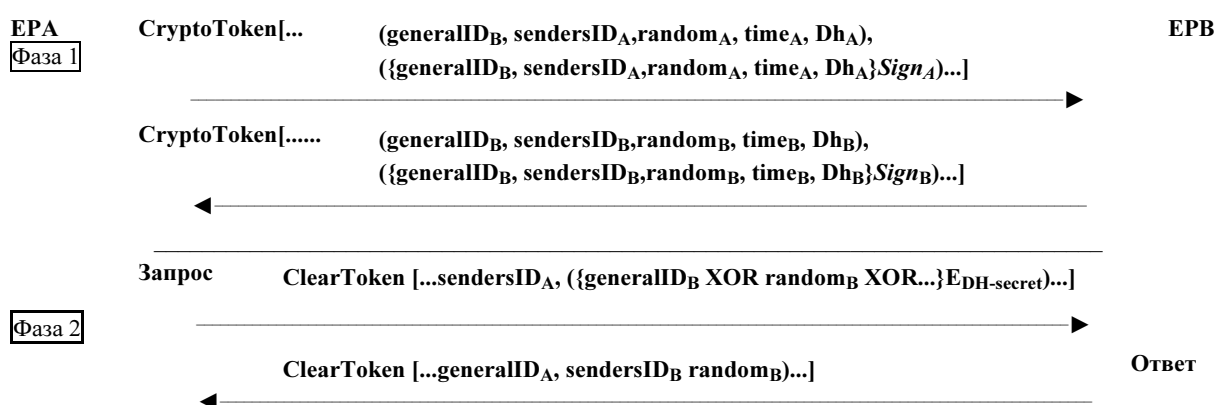 EPA CryptoToken[... (generalIDB, sendersIDA,randomA, timeA, DhA), EPB
Фаза 1 ({generalIDB, sendersIDA,randomA, timeA, DhA}SignA)...]
CryptoToken[...... (generalIDB, sendersIDB,randomB, timeB, DhB),
({generalIDB, sendersIDB,randomB, timeB, DhB}SignB)...]
Запрос ClearToken [...sendersIDA, ({generalIDB XOR randomB XOR...}EDH-secret)...]
Фаза 2
ClearToken [...generalIDA, sendersIDB randomB)...] Ответ